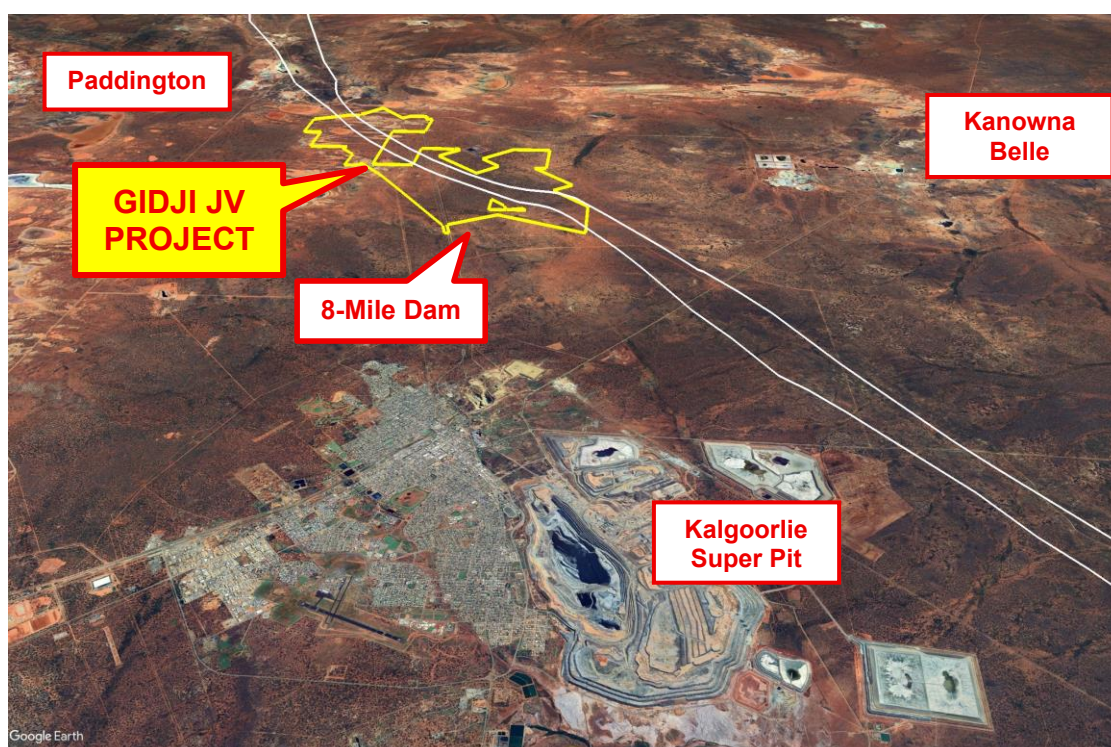 Paddington
Kanowna
Belle
GIDJI JV
PROJECT
8-Mile Dam
Kalgoorlie
Super Pit
Google Earth